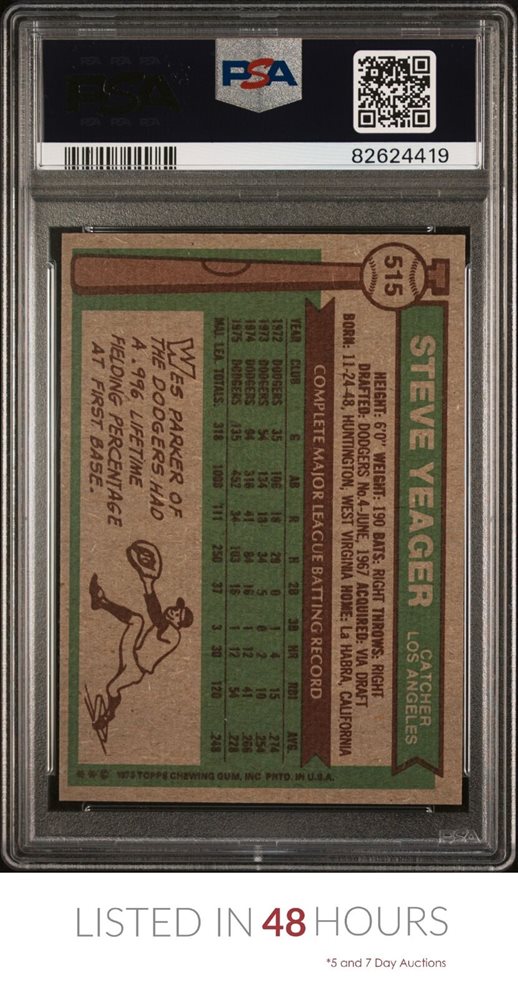 PSA
82624419
515
STEVE YEAGER
CATCHER
LOS ANGELES
HEIGHT: 6'0" WEIGHT: 190 BATS: RIGHT THROWS: RIGHT
DRAFTED: DODGERS No. 4-JUNE, 1967 ACQUIRED: VIA DRAFT
BORN: 11-24-48, HUNTINGTON, WEST VIRGINIA HOME: La HABRA, CALIFORNIA
COMPLETE MAJOR LEAGUE BATTING RECORD
YEAR CLUB G AB R H 2B 3B HR RBI AVG.
1972 DODGERS 35 106 18 29 0 1 4 15 .274
1973 DODGERS 54 134 18 34 5 0 2 10 .254
1974 DODGERS 94 316 41 84 16 1 12 41 .266
1975 DODGERS 135 452 34 103 16 1 12 54 .228
MAJ. LEA. TOTALS. 318 1008 111 250 37 3 30 120 .248
WES PARKER OF
THE DODGERS HAD
A .996 LIFETIME
FIELDING PERCENTAGE
AT FIRST BASE.
TOPPS CHEWING GUM, INC. PRTD. IN U.S.A.
PSA
LISTED IN 48 HOURS
*5 and 7 Day Auctions